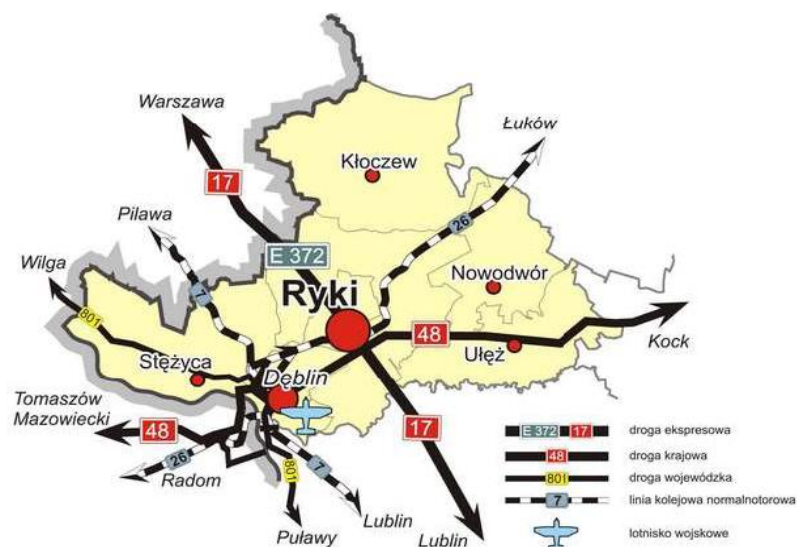 Warszawa
Łuków
17
Kłoczew
Pilawa
26
Wilga
E 372
Nowodwór
7
Ryki
801
48
Ułęż
Kock
Stężyca
Dęblin
Tomaszów
Mazowiecki
48
17
26
Radom
801
7
Puławy
Lublin
Lublin
E 372 17 droga ekspresowa
48 droga krajowa
801 droga wojewódzka
7 linia kolejowa normalnotorowa
lotnisko wojskowe